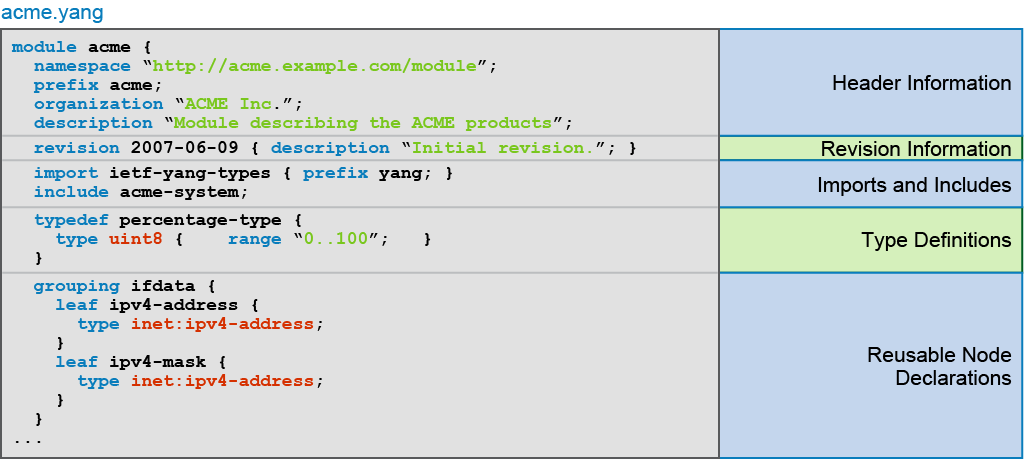 acme.yang
module acme {
namespace “http://acme.example.com/module”;
prefix acme;
organization “ACME Inc.”;
description “Module describing the ACME products”;
Header Information
revision 2007-06-09 { description “Initial revision.”; }
Revision Information
import ietf-yang-types { prefix yang; }
include acme-system;
Imports and Includes
typedef percentage-type {
type uint8 { range “0..100”; }
}
Type Definitions
grouping ifdata {
leaf ipv4-address {
type inet:ipv4-address;
}
leaf ipv4-mask {
type inet:ipv4-address;
}
}
...
Reusable Node
Declarations